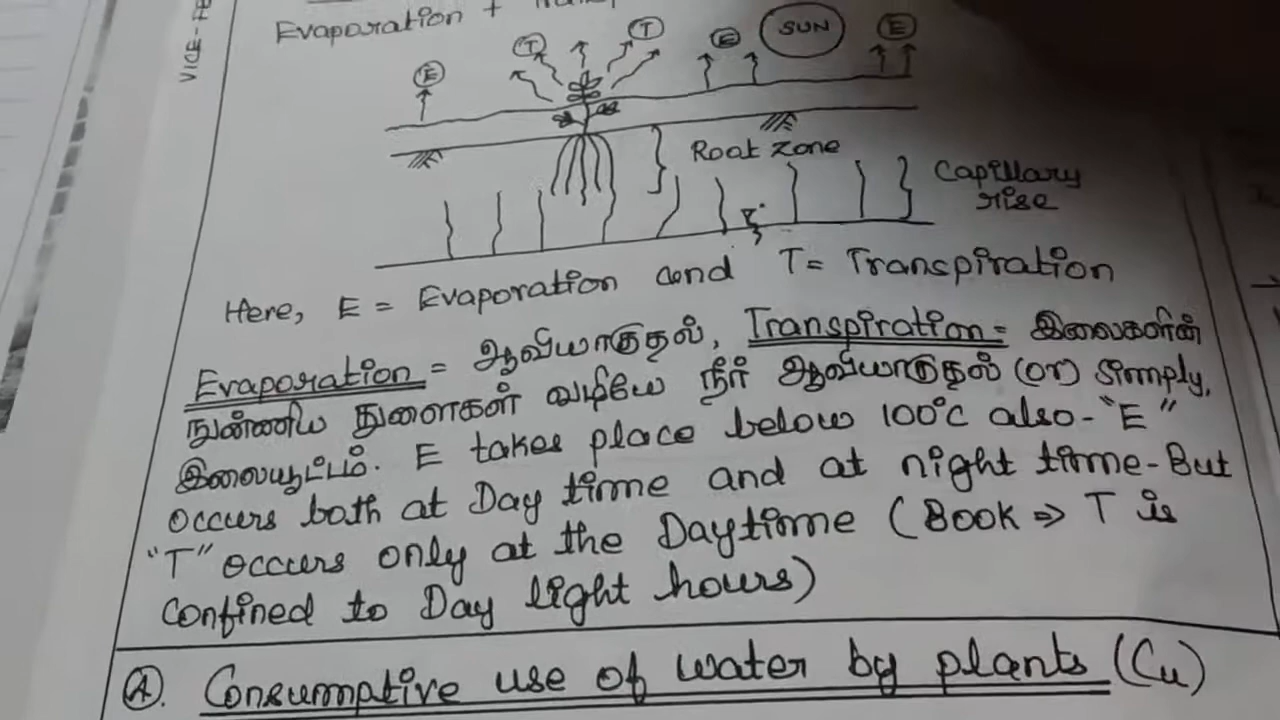 VICE-
Evaporation +
T T E SUN E
E
Root zone
Capillary
rise
Here, E = Evaporation and T = Transpiration
Evaporation = ஆவியாகுதல், Transpiration = இலைகளின்
நுண்ணிய துளைகள் வழியே நீர் ஆவியாகுதல் (or) simply,
இலையூட்டம். E takes place below 100°c also - "E"
occurs both at Day time and at night time - But
"T" occurs only at the Daytime (Book => T is
confined to Day light hours)
A. Consumptive use of water by plants (Cu)